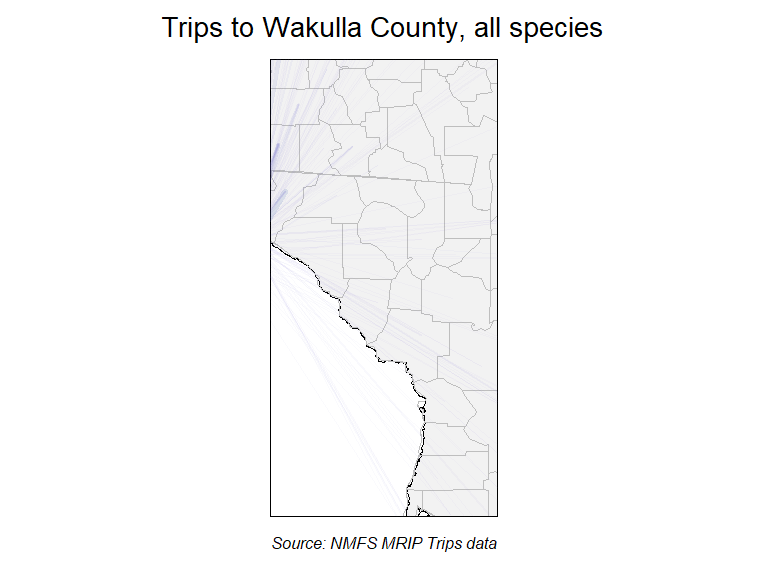 Trips to Wakulla County, all species
Source: NMFS MRIP Trips data